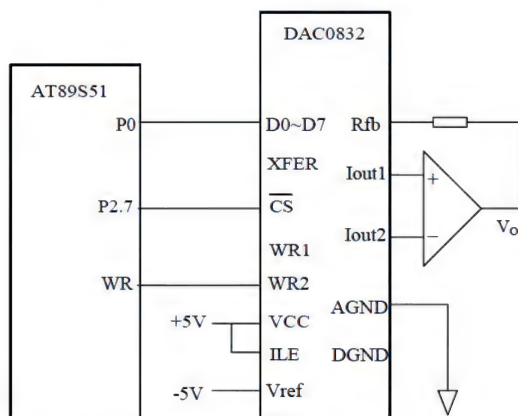 DAC0832
AT89S51
P0
D0~D7
Rfb
XFER
Iout1
+
P2.7
CS
Iout2
−
Vo
WR1
WR
WR2
AGND
+5V
VCC
ILE
DGND
-5V
Vref